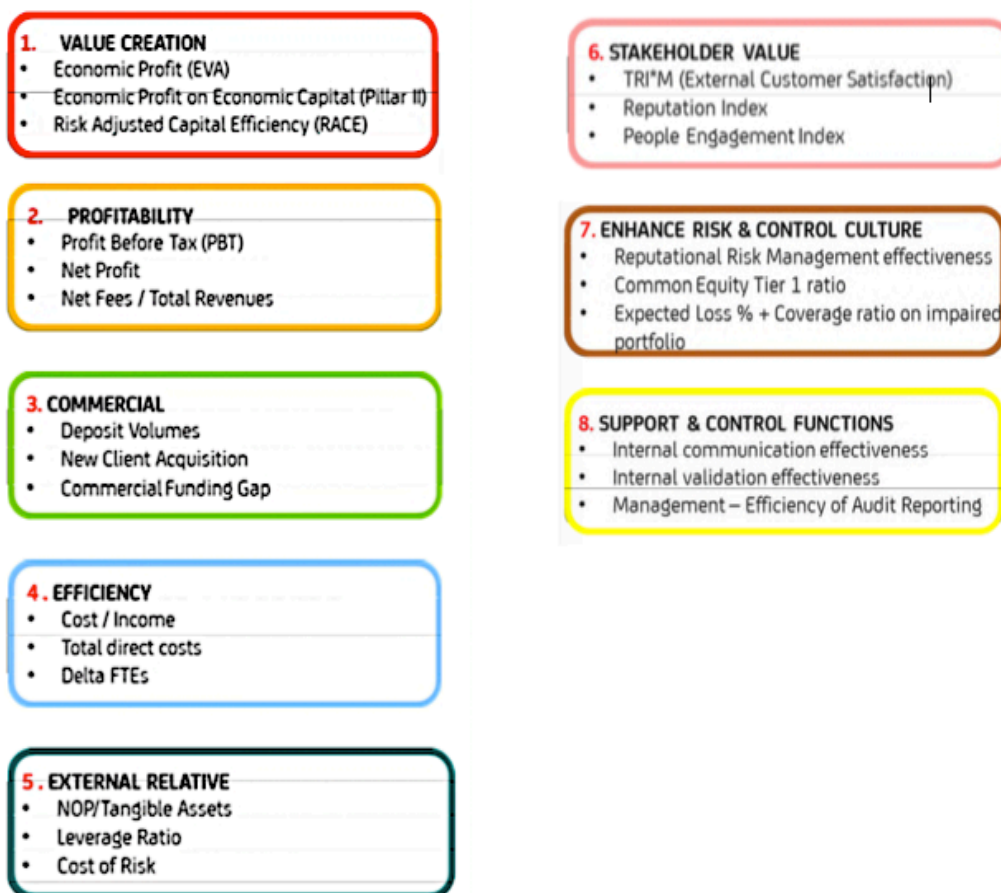 1. VALUE CREATION
• Economic Profit (EVA)
• Economic Profit on Economic Capital (Pillar II)
• Risk Adjusted Capital Efficiency (RACE)
2. PROFITABILITY
• Profit Before Tax (PBT)
• Net Profit
• Net Fees / Total Revenues
3. COMMERCIAL
• Deposit Volumes
• New Client Acquisition
• Commercial Funding Gap
4. EFFICIENCY
• Cost / Income
• Total direct costs
• Delta FTEs
5. EXTERNAL RELATIVE
• NOP/Tangible Assets
• Leverage Ratio
• Cost of Risk
6. STAKEHOLDER VALUE
• TRI*M (External Customer Satisfaction)
• Reputation Index
• People Engagement Index
7. ENHANCE RISK & CONTROL CULTURE
• Reputational Risk Management effectiveness
• Common Equity Tier 1 ratio
• Expected Loss % + Coverage ratio on impaired
portfolio
8. SUPPORT & CONTROL FUNCTIONS
• Internal communication effectiveness
• Internal validation effectiveness
• Management – Efficiency of Audit Reporting